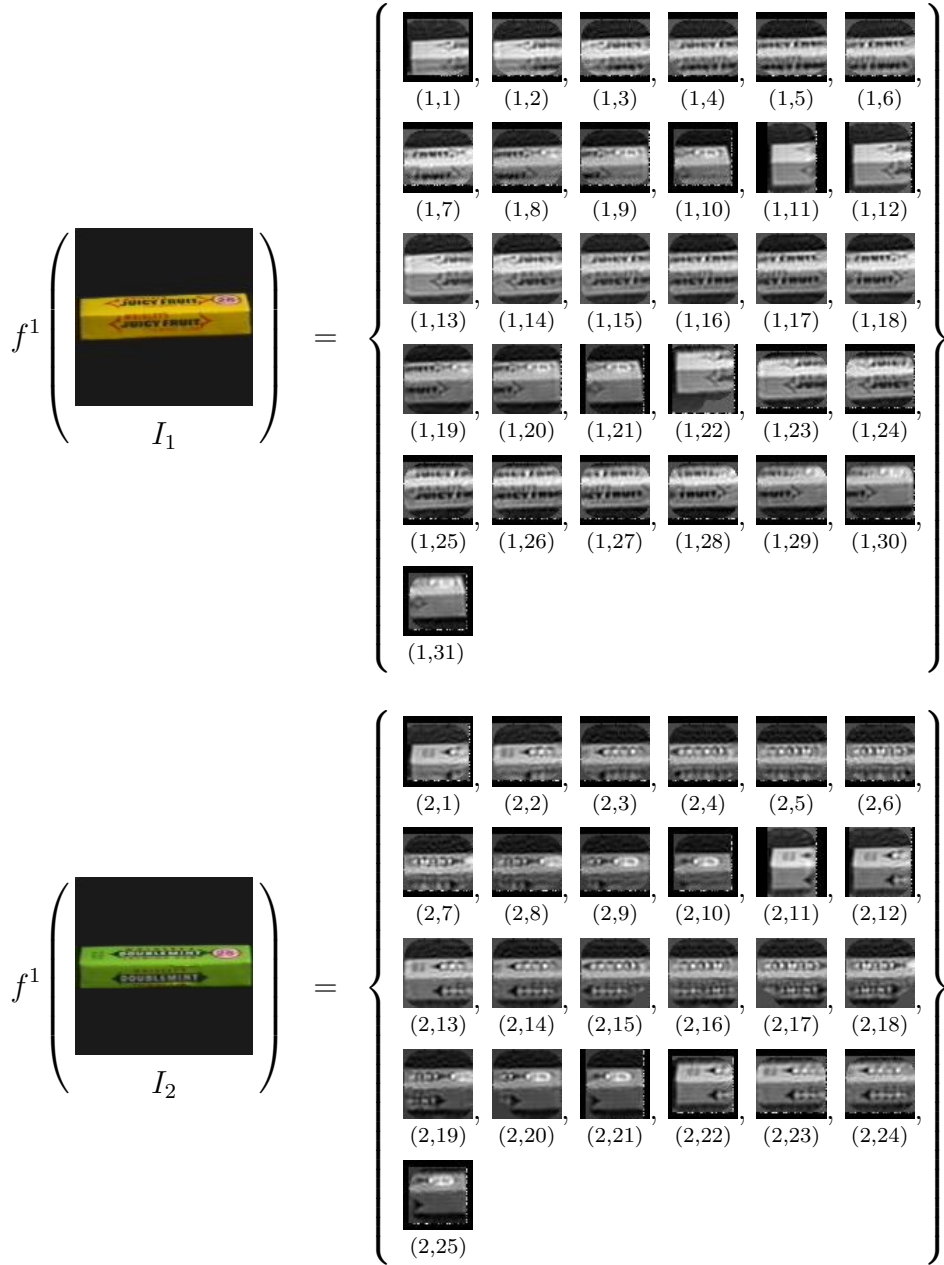 (1,1) , (1,2) , (1,3) , (1,4) , (1,5) , (1,6) ,
(1,7) , (1,8) , (1,9) , (1,10) , (1,11) , (1,12) ,
f¹ ( JUICY FRUIT 25 JUICY FRUIT ) =
I₁
(1,13) , (1,14) , (1,15) , (1,16) , (1,17) , (1,18) ,
(1,19) , (1,20) , (1,21) , (1,22) , (1,23) , (1,24) ,
(1,25) , (1,26) , (1,27) , (1,28) , (1,29) , (1,30) ,
(1,31)
(2,1) , (2,2) , (2,3) , (2,4) , (2,5) , (2,6) ,
(2,7) , (2,8) , (2,9) , (2,10) , (2,11) , (2,12) ,
f¹ ( DOUBLEMINT 25 DOUBLEMINT ) =
I₂
(2,13) , (2,14) , (2,15) , (2,16) , (2,17) , (2,18) ,
(2,19) , (2,20) , (2,21) , (2,22) , (2,23) , (2,24) ,
(2,25)